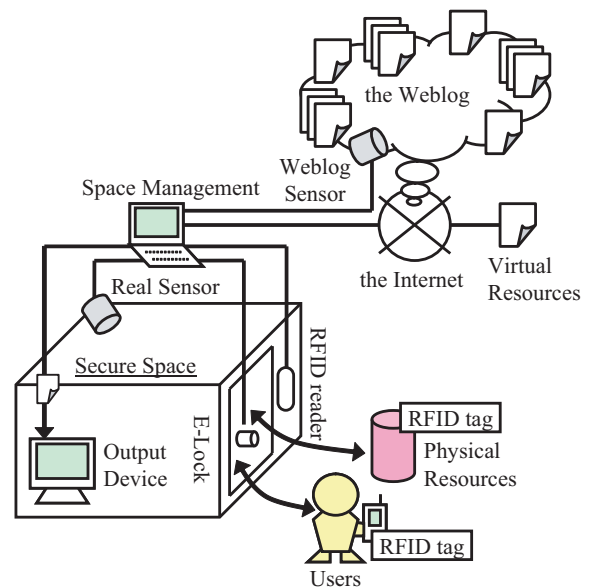 the Weblog
Weblog
Sensor
Space Management
the Internet
Virtual
Resources
Real Sensor
RFID reader
Secure Space
E-Lock
Output
Device
RFID tag
Physical
Resources
RFID tag
Users